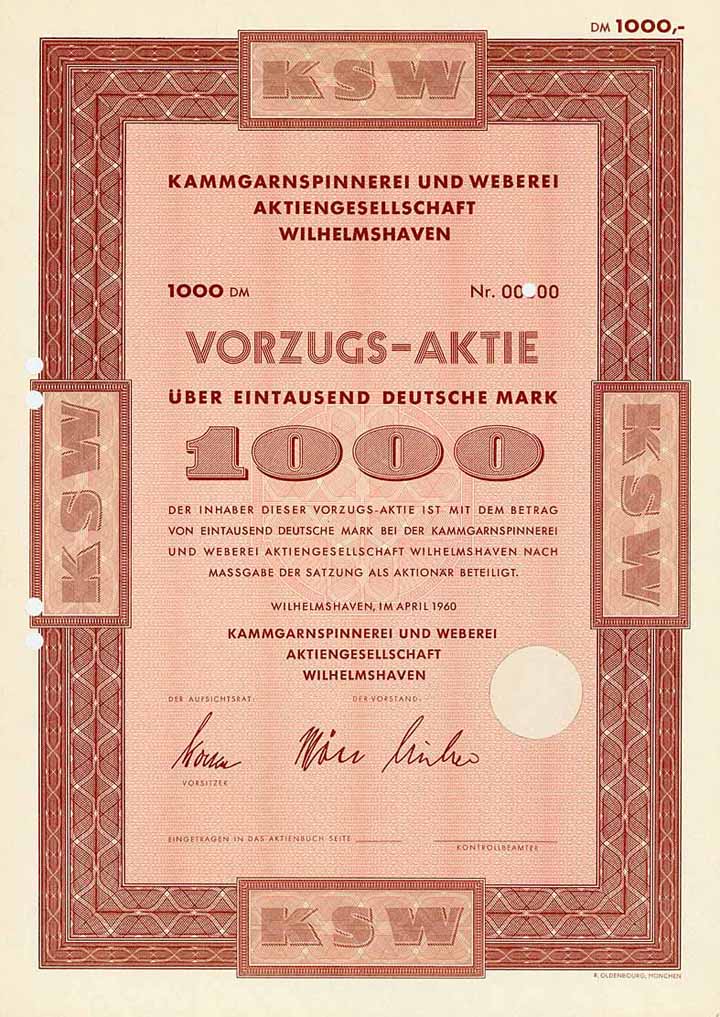 DM 1000,-
KSW
KAMMGARNSPINNEREI UND WEBEREI
AKTIENGESELLSCHAFT
WILHELMSHAVEN
1000 DM Nr. 00 00
VORZUGS-AKTIE
ÜBER EINTAUSEND DEUTSCHE MARK
1000
KSW
KSW
DER INHABER DIESER VORZUGS-AKTIE IST MIT DEM BETRAG
VON EINTAUSEND DEUTSCHE MARK BEI DER KAMMGARNSPINNEREI
UND WEBEREI AKTIENGESELLSCHAFT WILHELMSHAVEN NACH
MASSGABE DER SATZUNG ALS AKTIONÄR BETEILIGT.
WILHELMSHAVEN, IM APRIL 1960
KAMMGARNSPINNEREI UND WEBEREI
AKTIENGESELLSCHAFT
WILHELMSHAVEN
DER AUFSICHTSRAT: DER VORSTAND:
VORSITZER
EINGETRAGEN IN DAS AKTIENBUCH SEITE
KONTROLLBEAMTER
KSW
R. OLDENBOURG, MÜNCHEN